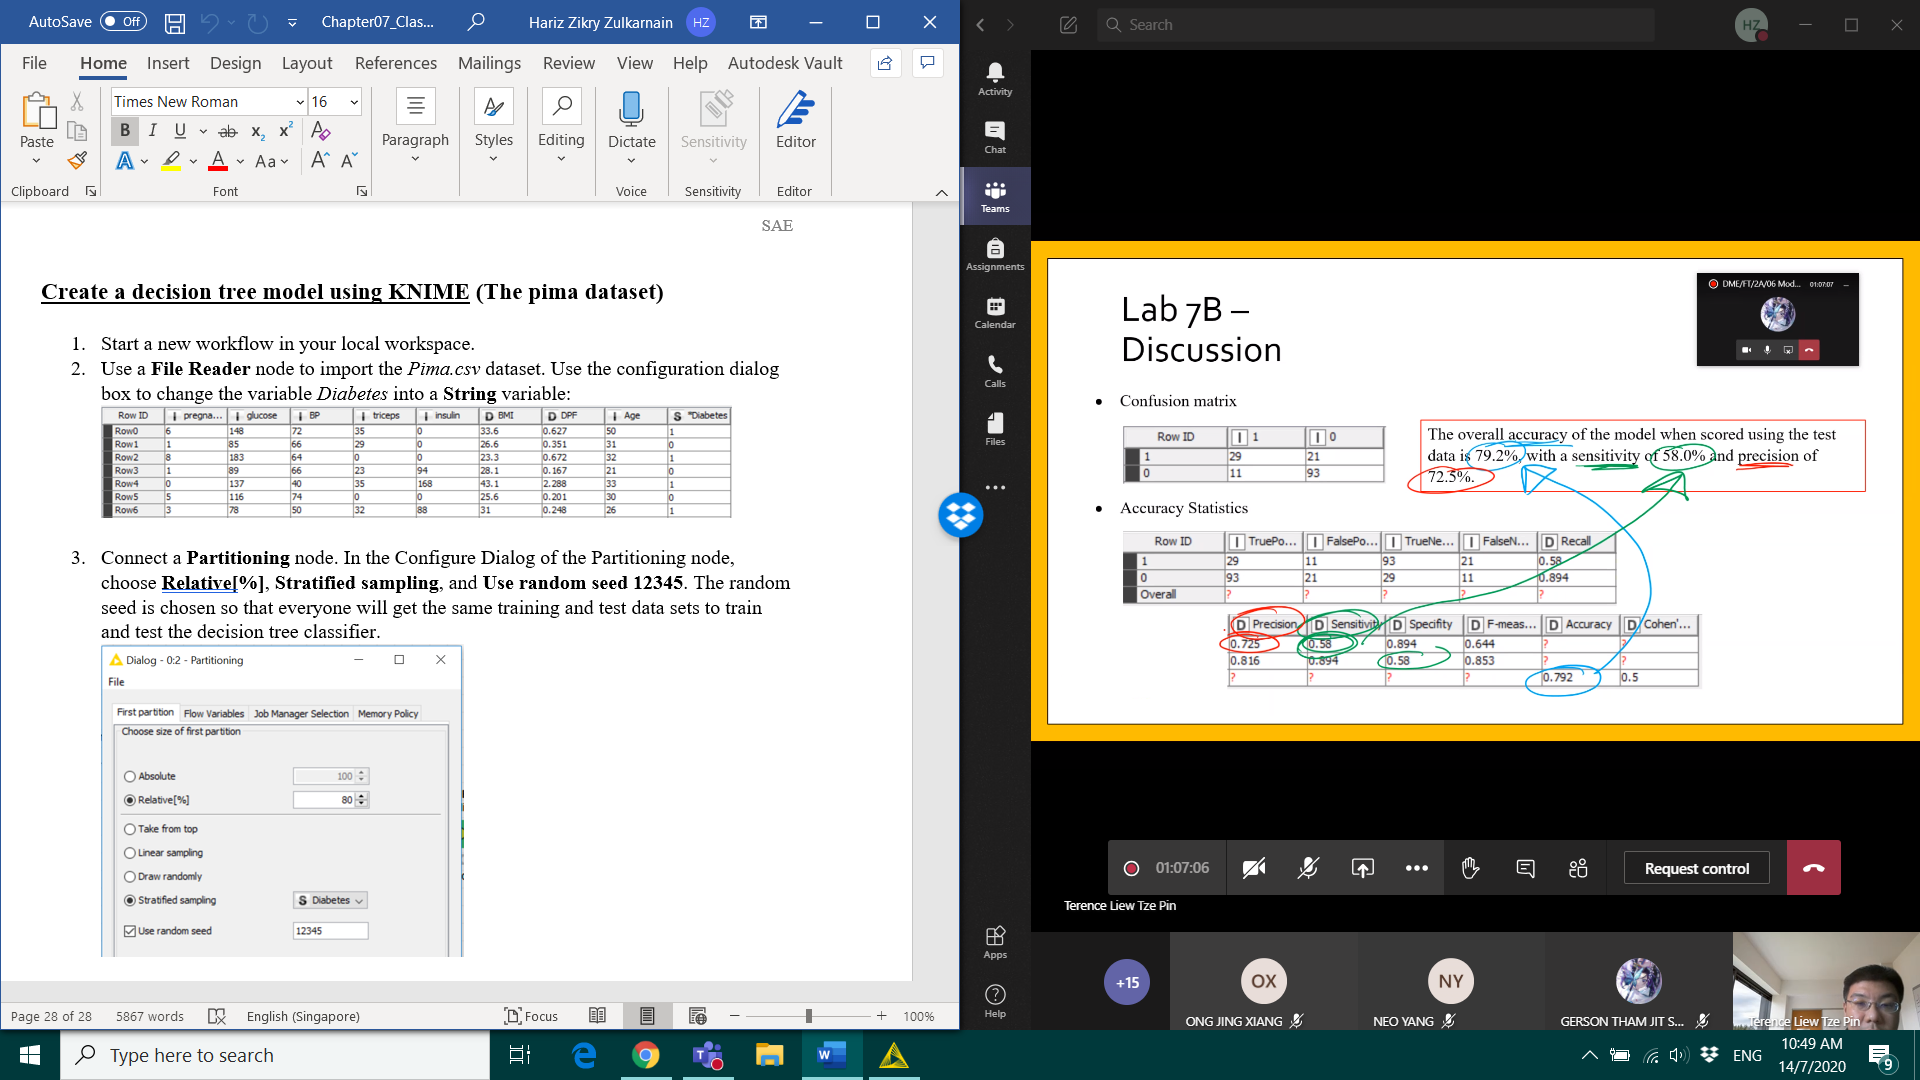 AutoSave Off Chapter07_Clas... Hariz Zikry Zulkarnain HZ
File Home Insert Design Layout References Mailings Review View Help Autodesk Vault
Times New Roman 16
B I U ab x₂ x² A
A A Aa A A
Paste Paragraph Styles Editing Dictate Sensitivity Editor
Clipboard Font Voice Sensitivity Editor
SAE
Create a decision tree model using KNIME (The pima dataset)
1. Start a new workflow in your local workspace.
2. Use a File Reader node to import the Pima.csv dataset. Use the configuration dialog
box to change the variable Diabetes into a String variable:
Row ID I pregna... I glucose I BP I triceps I insulin D BMI D DPF I Age S "Diabetes
Row0 6 148 72 35 0 33.6 0.627 50 1
Row1 1 85 66 29 0 26.6 0.351 31 0
Row2 8 183 64 0 0 23.3 0.672 32 1
Row3 1 89 66 23 94 28.1 0.167 21 0
Row4 0 137 40 35 168 43.1 2.288 33 1
Row5 5 116 74 0 0 25.6 0.201 30 0
Row6 3 78 50 32 88 31 0.248 26 1
3. Connect a Partitioning node. In the Configure Dialog of the Partitioning node,
choose Relative[%], Stratified sampling, and Use random seed 12345. The random
seed is chosen so that everyone will get the same training and test data sets to train
and test the decision tree classifier.
Dialog - 0:2 - Partitioning
File
First partition Flow Variables Job Manager Selection Memory Policy
Choose size of first partition
Absolute 100
Relative[%] 80
Take from top
Linear sampling
Draw randomly
Stratified sampling S Diabetes
Use random seed 12345
Page 28 of 28 5867 words English (Singapore) Focus 100%
Search
HZ
Activity
Chat
Teams
Assignments
Calendar
Calls
Files
Apps
Help
DME/FT/2A/06 Mod... 01:07:07
Lab 7B –
Discussion
• Confusion matrix
Row ID I 1 I 0
1 29 21
0 11 93
The overall accuracy of the model when scored using the test
data is 79.2%, with a sensitivity of 58.0% and precision of
72.5%.
• Accuracy Statistics
Row ID I TruePo... I FalsePo... I TrueNe... I FalseN... D Recall
1 29 11 93 21 0.58
0 93 21 29 11 0.894
Overall ? ? ? ? ?
D Precision D Sensitivity D Specifity D F-meas... D Accuracy D Cohen'...
0.725 0.58 0.894 0.644 ? ?
0.816 0.894 0.58 0.853 ? ?
? ? ? ? 0.792 0.5
01:07:06 Request control
Terence Liew Tze Pin
+15 OX NY
ONG JING XIANG NEO YANG GERSON THAM JIT S... Terence Liew Tze Pin
Type here to search
ENG 10:49 AM
14/7/2020 9